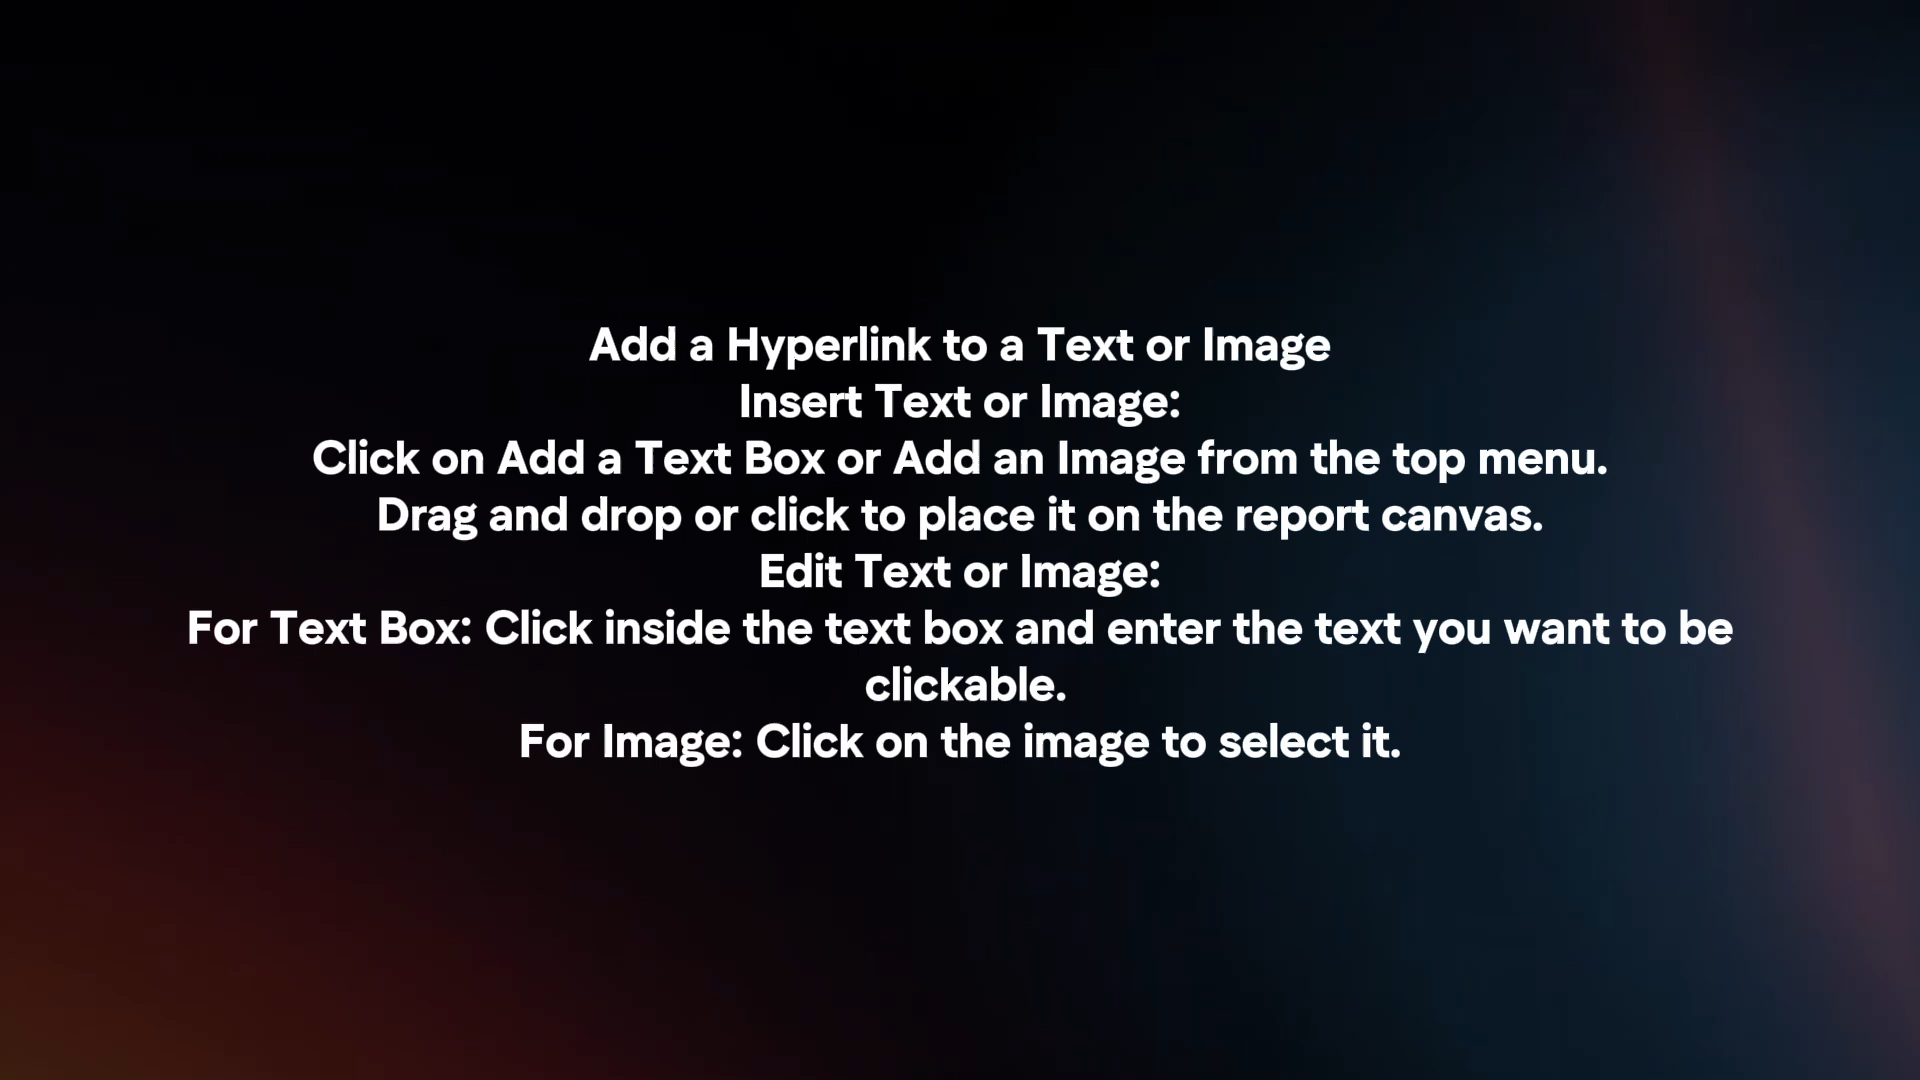 Add a Hyperlink to a Text or Image
Insert Text or Image:
Click on Add a Text Box or Add an Image from the top menu.
Drag and drop or click to place it on the report canvas.
Edit Text or Image:
For Text Box: Click inside the text box and enter the text you want to be
clickable.
For Image: Click on the image to select it.